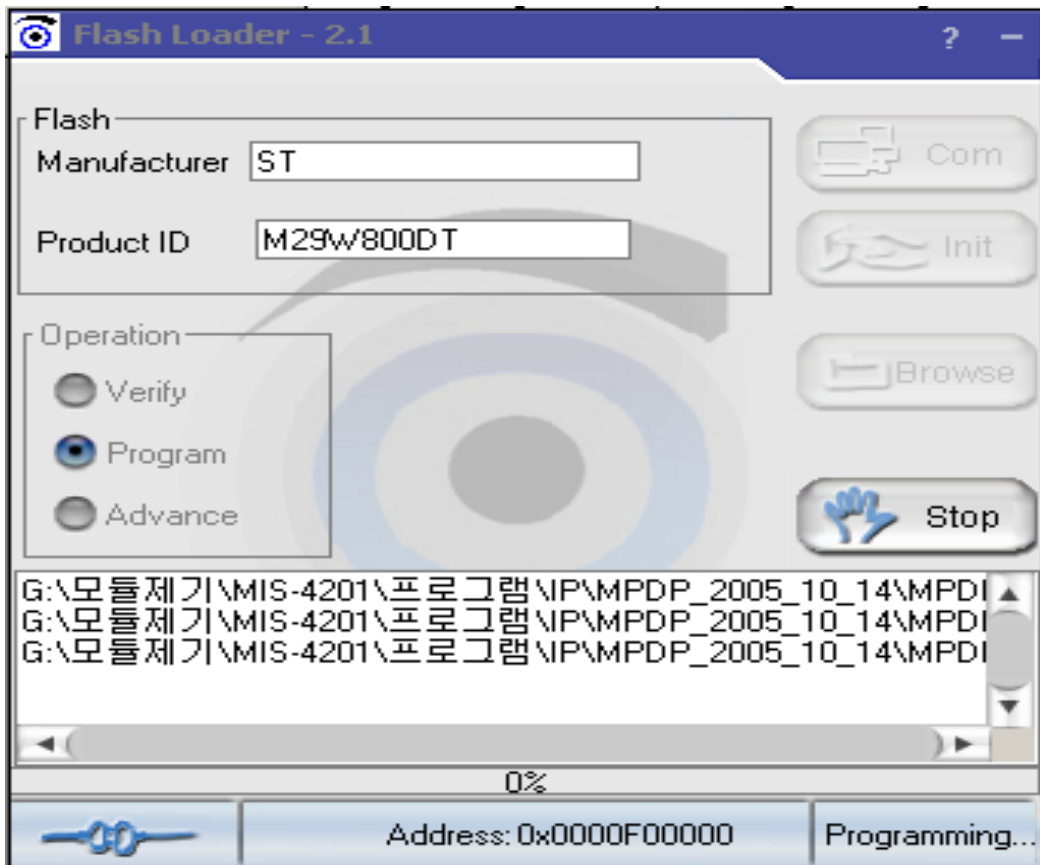 Flash Loader - 2.1
? −
Flash
Manufacturer ST
Com
Product ID M29W800DT
Init
Operation
Verify
Browse
Program
Advance
Stop
G:\모듈제기\MIS-4201\프로그램\IP\MPDP_2005_10_14\MPDI
G:\모듈제기\MIS-4201\프로그램\IP\MPDP_2005_10_14\MPDI
G:\모듈제기\MIS-4201\프로그램\IP\MPDP_2005_10_14\MPDI
0%
Address: 0x0000F00000
Programming...